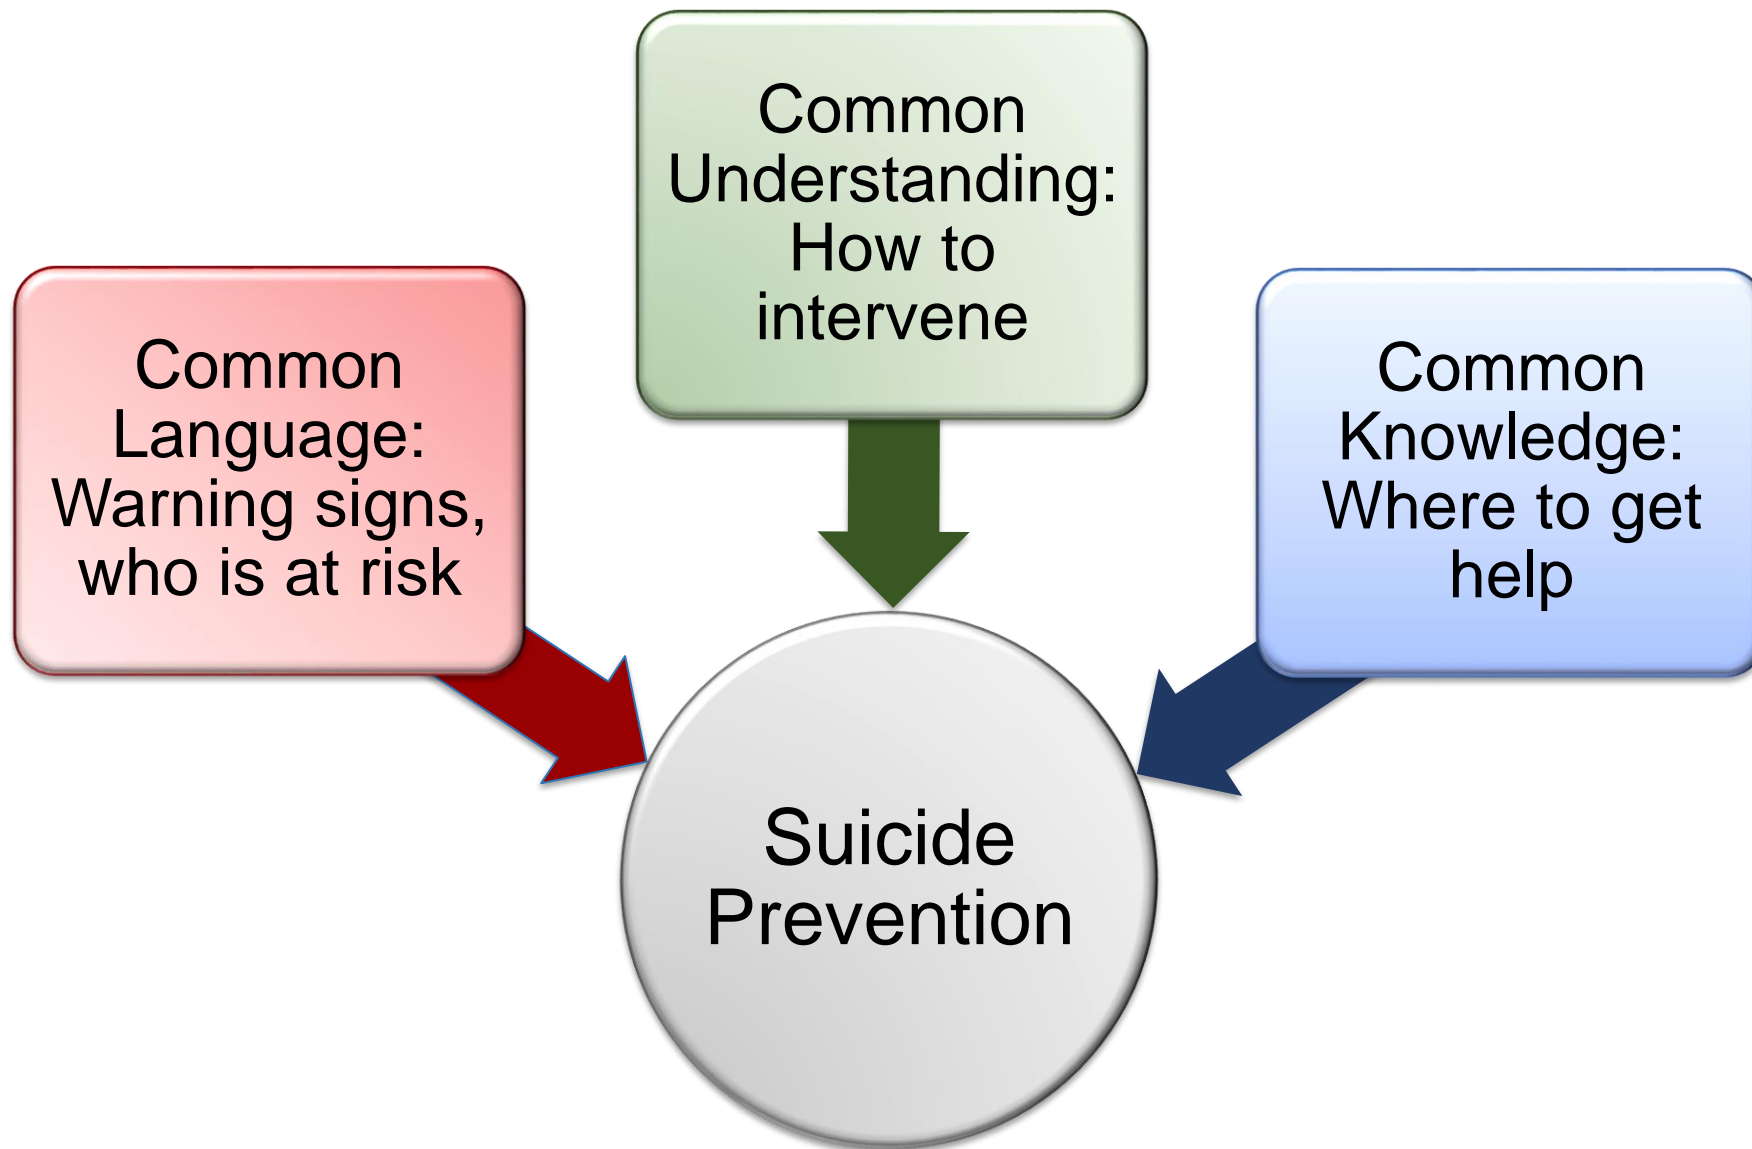 Common
Understanding:
How to
intervene
Common
Language:
Warning signs,
who is at risk
Common
Knowledge:
Where to get
help
Suicide
Prevention